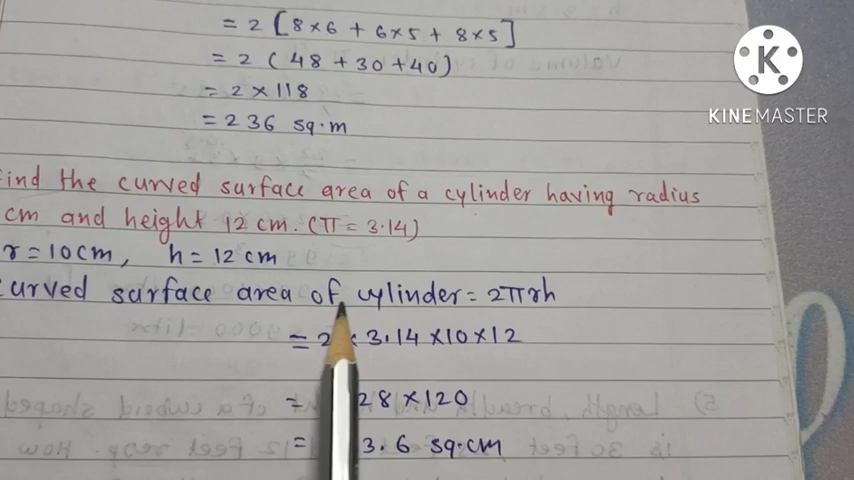 = 2 [8×6 + 6×5 + 8×5]
= 2 (48 + 30 + 40)
= 2 × 118
= 236 sq.m
K
KINEMASTER
ind the curved surface area of a cylinder having radius
cm and height 12 cm. (π = 3.14)
r = 10cm, h = 12 cm
urved surface area of cylinder = 2πrh
= 2 × 3.14 × 10 × 12
= 28 × 120
= 3.6 sq.cm